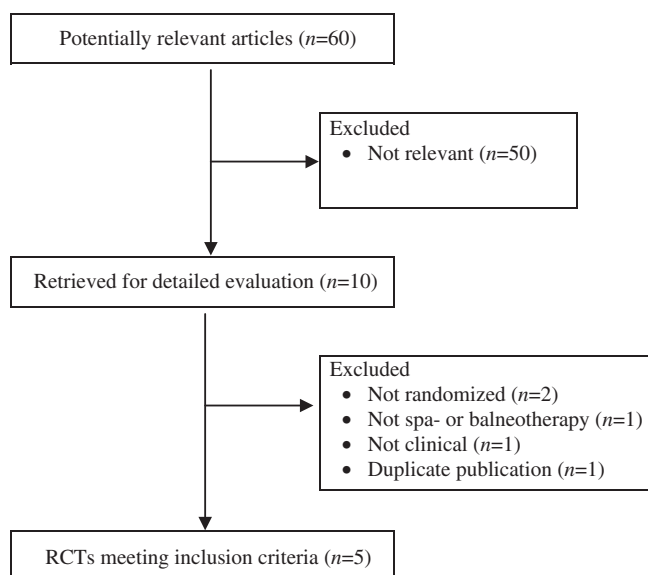 Potentially relevant articles (n=60)
Excluded
• Not relevant (n=50)
Retrieved for detailed evaluation (n=10)
Excluded
• Not randomized (n=2)
• Not spa- or balneotherapy (n=1)
• Not clinical (n=1)
• Duplicate publication (n=1)
RCTs meeting inclusion criteria (n=5)